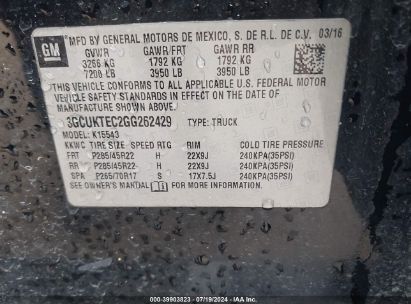 GM
MFD BY GENERAL MOTORS DE MEXICO, S. DE R.L. DE C.V. 03/16
GVWR GAWR/FRT GAWR RR
3266 KG 1792 KG 1792 KG
7200 LB 3950 LB 3950 LB
THIS VEHICLE CONFORMS TO ALL APPLICABLE U.S. FEDERAL MOTOR
VEHICLE SAFETY STANDARDS IN EFFECT ON THE DATE OF
MANUFACTURE SHOWN ABOVE.
3GCUKTEC2GG262429 TYPE: TRUCK
K15543
KKWC TIRE SIZE SPEED RTG RIM COLD TIRE PRESSURE
FRT P285/45R22 H 22X9J 240KPA(35PSI)
RR P285/45R22 H 22X9J 240KPA(35PSI)
SPA P265/70R17 S 17X7.5J 240KPA(35PSI)
SEE OWNER'S MANUAL FOR ADDITIONAL INFORMATION.
000-39903823 - 07/19/2024 - IAAI.COM